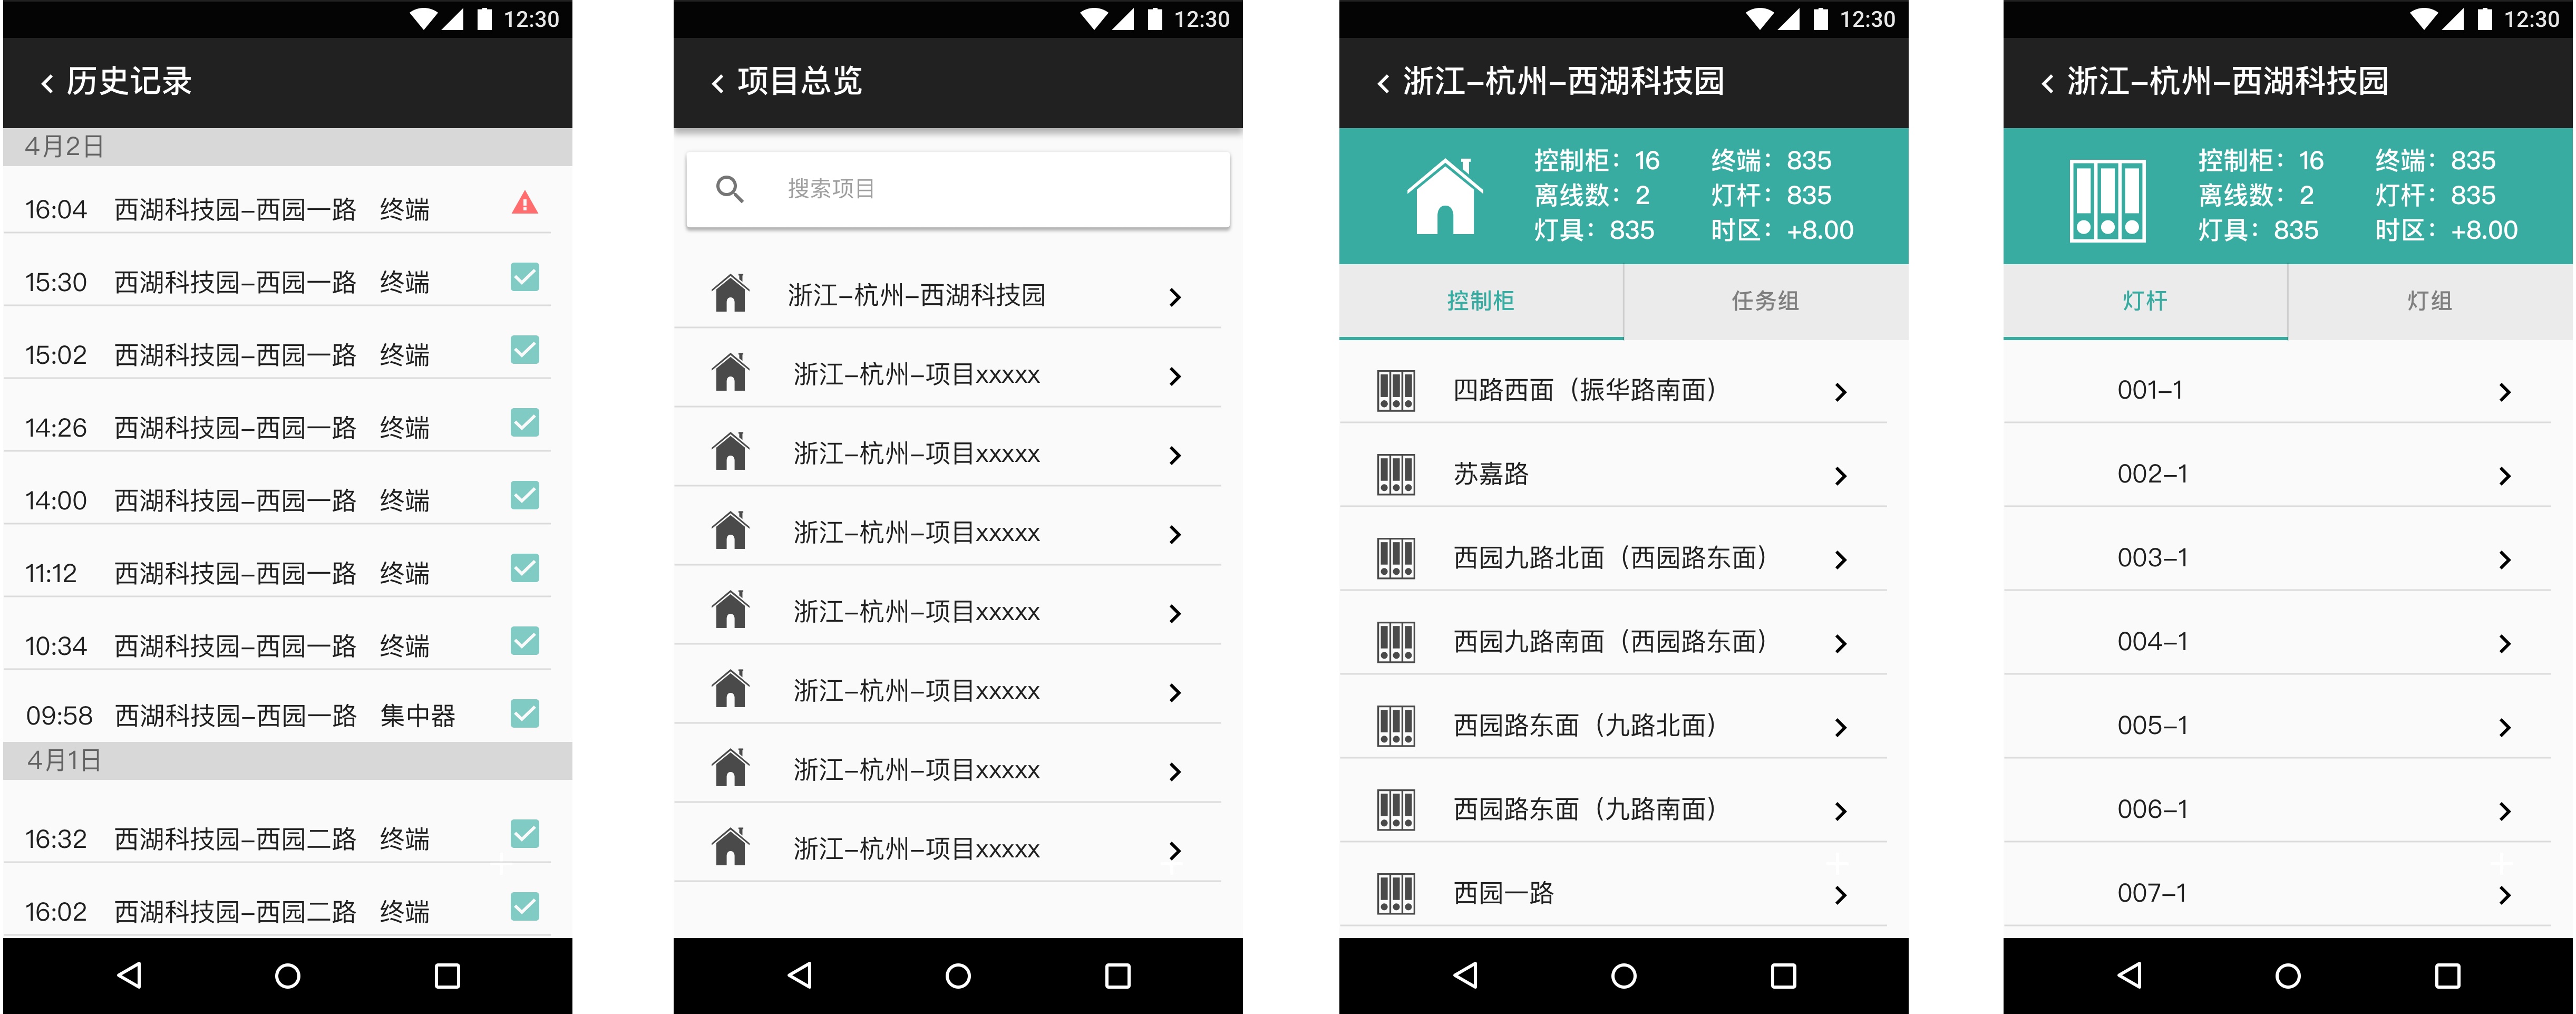 12:30
历史记录
4月2日
16:04 西湖科技园-西园一路 终端
15:30 西湖科技园-西园一路 终端
15:02 西湖科技园-西园一路 终端
14:26 西湖科技园-西园一路 终端
14:00 西湖科技园-西园一路 终端
11:12 西湖科技园-西园一路 终端
10:34 西湖科技园-西园一路 终端
09:58 西湖科技园-西园一路 集中器
4月1日
16:32 西湖科技园-西园二路 终端
16:02 西湖科技园-西园二路 终端
12:30
项目总览
搜索项目
浙江-杭州-西湖科技园
浙江-杭州-项目xxxxx
浙江-杭州-项目xxxxx
浙江-杭州-项目xxxxx
浙江-杭州-项目xxxxx
浙江-杭州-项目xxxxx
浙江-杭州-项目xxxxx
浙江-杭州-项目xxxxx
12:30
浙江-杭州-西湖科技园
控制柜：16 终端：835
离线数：2 灯杆：835
灯具：835 时区：+8.00
控制柜 任务组
四路西面（振华路南面）
苏嘉路
西园九路北面（西园路东面）
西园九路南面（西园路东面）
西园路东面（九路北面）
西园路东面（九路南面）
西园一路
12:30
浙江-杭州-西湖科技园
控制柜：16 终端：835
离线数：2 灯杆：835
灯具：835 时区：+8.00
灯杆 灯组
001-1
002-1
003-1
004-1
005-1
006-1
007-1